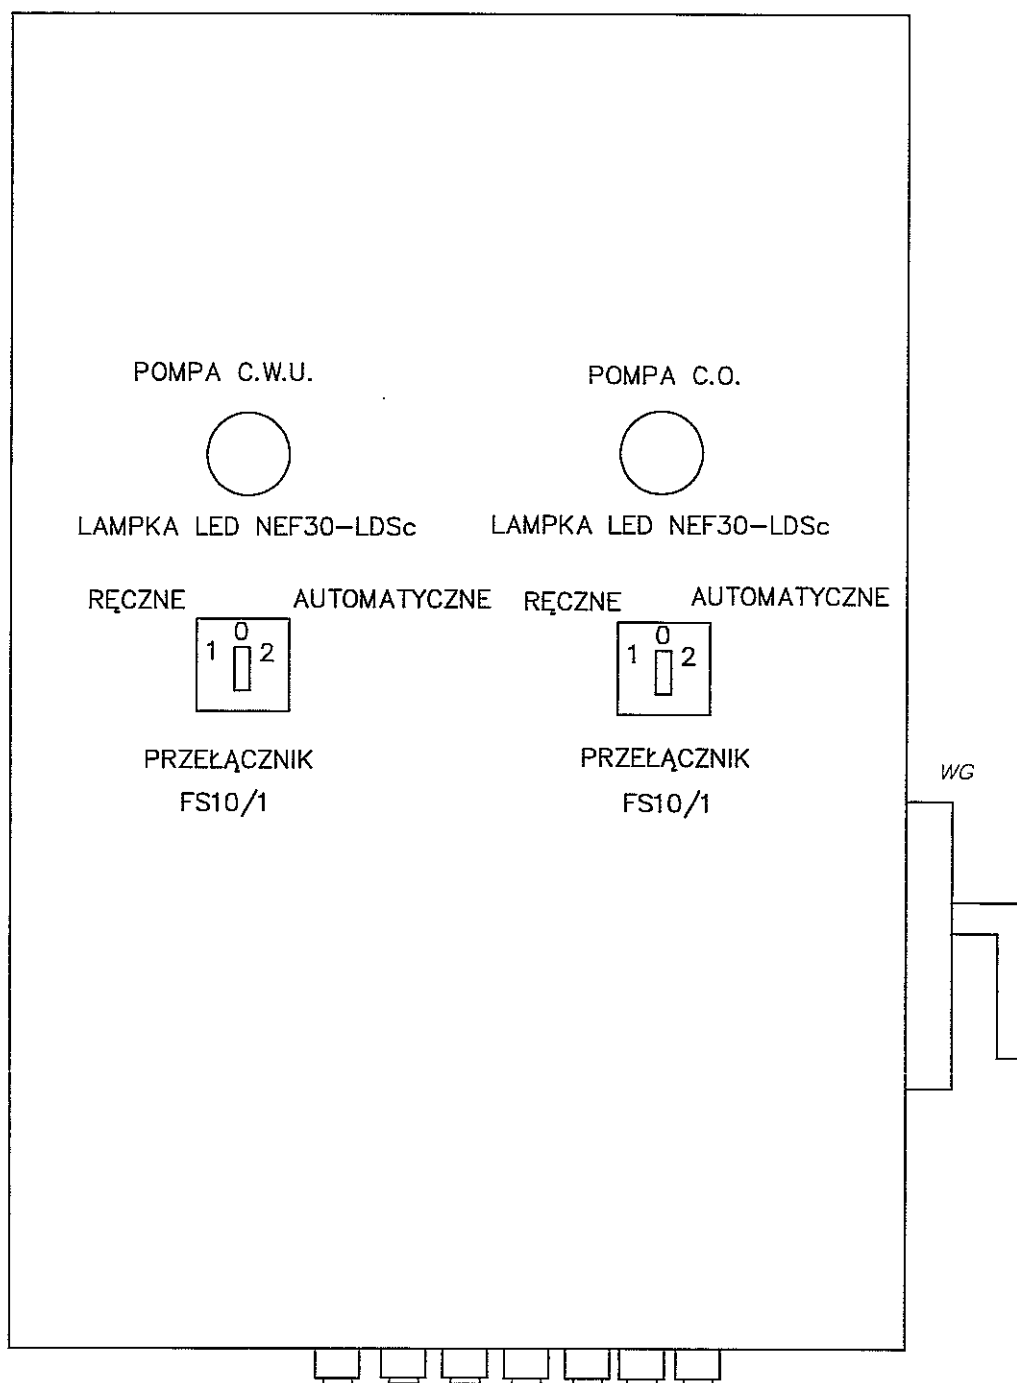 POMPA C.W.U.
POMPA C.O.
LAMPKA LED NEF30-LDSc
LAMPKA LED NEF30-LDSc
RĘCZNE
AUTOMATYCZNE
RĘCZNE
AUTOMATYCZNE
0
1
2
0
1
2
PRZEŁĄCZNIK
FS10/1
PRZEŁĄCZNIK
FS10/1
WG